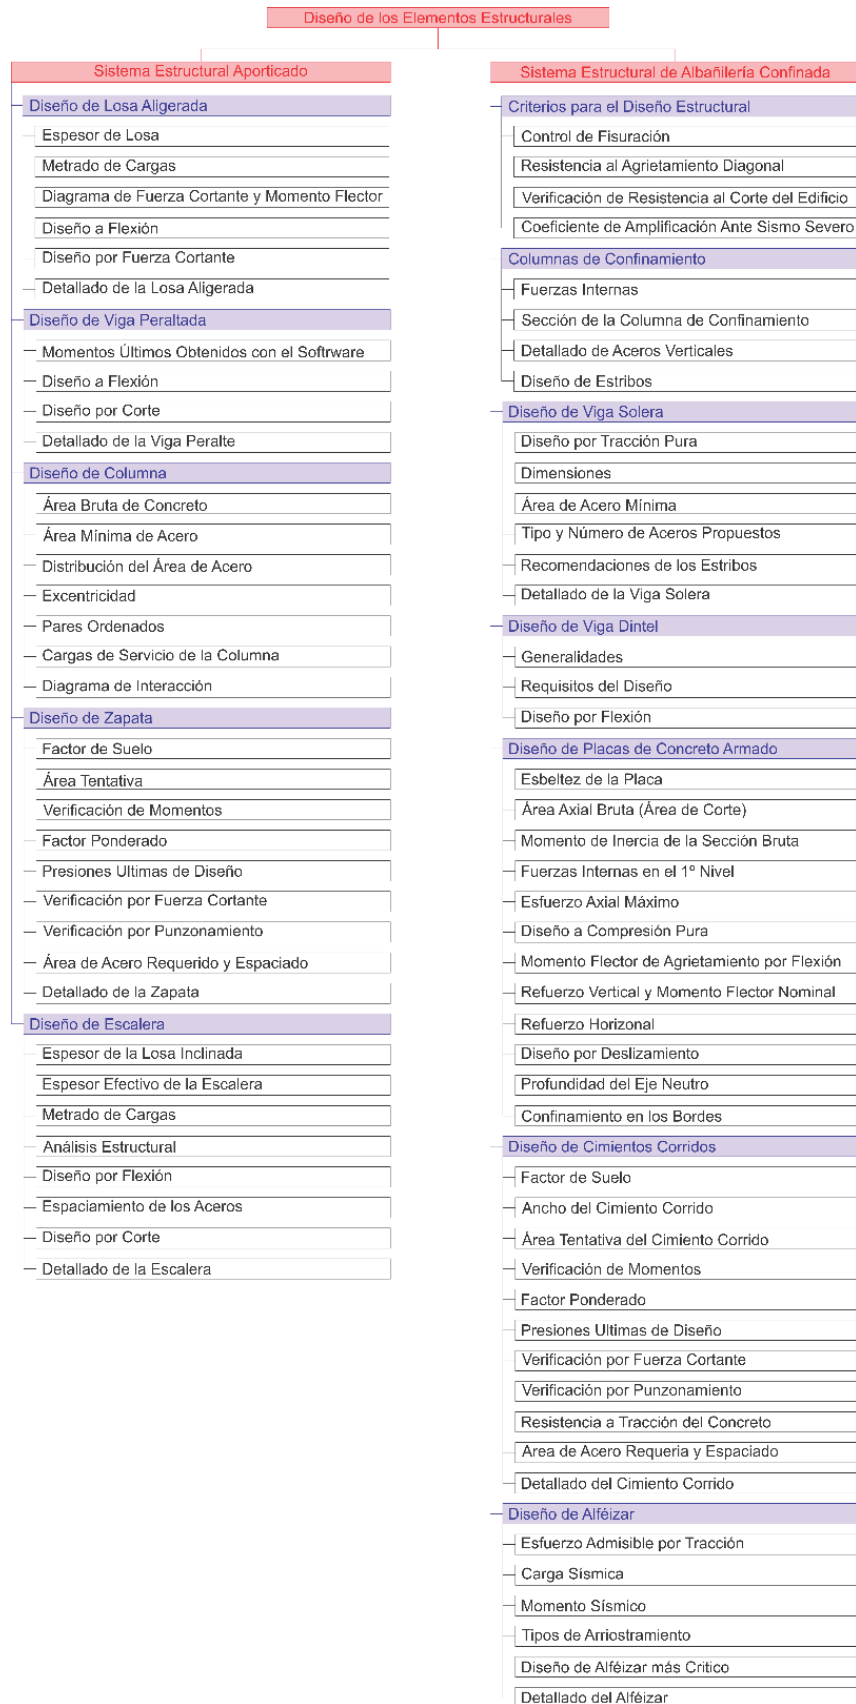 Diseño de los Elementos Estructurales
Sistema Estructural Aporticado
Diseño de Losa Aligerada
Espesor de Losa
Metrado de Cargas
Diagrama de Fuerza Cortante y Momento Flector
Diseño a Flexión
Diseño por Fuerza Cortante
Detallado de la Losa Aligerada
Diseño de Viga Peraltada
Momentos Últimos Obtenidos con el Softrware
Diseño a Flexión
Diseño por Corte
Detallado de la Viga Peralte
Diseño de Columna
Área Bruta de Concreto
Área Mínima de Acero
Distribución del Área de Acero
Excentricidad
Pares Ordenados
Cargas de Servicio de la Columna
Diagrama de Interacción
Diseño de Zapata
Factor de Suelo
Área Tentativa
Verificación de Momentos
Factor Ponderado
Presiones Ultimas de Diseño
Verificación por Fuerza Cortante
Verificación por Punzonamiento
Área de Acero Requerido y Espaciado
Detallado de la Zapata
Diseño de Escalera
Espesor de la Losa Inclinada
Espesor Efectivo de la Escalera
Metrado de Cargas
Análisis Estructural
Diseño por Flexión
Espaciamiento de los Aceros
Diseño por Corte
Detallado de la Escalera
Sistema Estructural de Albañilería Confinada
Criterios para el Diseño Estructural
Control de Fisuración
Resistencia al Agrietamiento Diagonal
Verificación de Resistencia al Corte del Edificio
Coeficiente de Amplificación Ante Sismo Severo
Columnas de Confinamiento
Fuerzas Internas
Sección de la Columna de Confinamiento
Detallado de Aceros Verticales
Diseño de Estribos
Diseño de Viga Solera
Diseño por Tracción Pura
Dimensiones
Área de Acero Mínima
Tipo y Número de Aceros Propuestos
Recomendaciones de los Estribos
Detallado de la Viga Solera
Diseño de Viga Dintel
Generalidades
Requisitos del Diseño
Diseño por Flexión
Diseño de Placas de Concreto Armado
Esbeltez de la Placa
Área Axial Bruta (Área de Corte)
Momento de Inercia de la Sección Bruta
Fuerzas Internas en el 1º Nivel
Esfuerzo Axial Máximo
Diseño a Compresión Pura
Momento Flector de Agrietamiento por Flexión
Refuerzo Vertical y Momento Flector Nominal
Refuerzo Horizonal
Diseño por Deslizamiento
Profundidad del Eje Neutro
Confinamiento en los Bordes
Diseño de Cimientos Corridos
Factor de Suelo
Ancho del Cimiento Corrido
Área Tentativa del Cimiento Corrido
Verificación de Momentos
Factor Ponderado
Presiones Ultimas de Diseño
Verificación por Fuerza Cortante
Verificación por Punzonamiento
Resistencia a Tracción del Concreto
Area de Acero Requeria y Espaciado
Detallado del Cimiento Corrido
Diseño de Alféizar
Esfuerzo Admisible por Tracción
Carga Sísmica
Momento Sísmico
Tipos de Arriostramiento
Diseño de Alféizar más Critico
Detallado del Alféizar